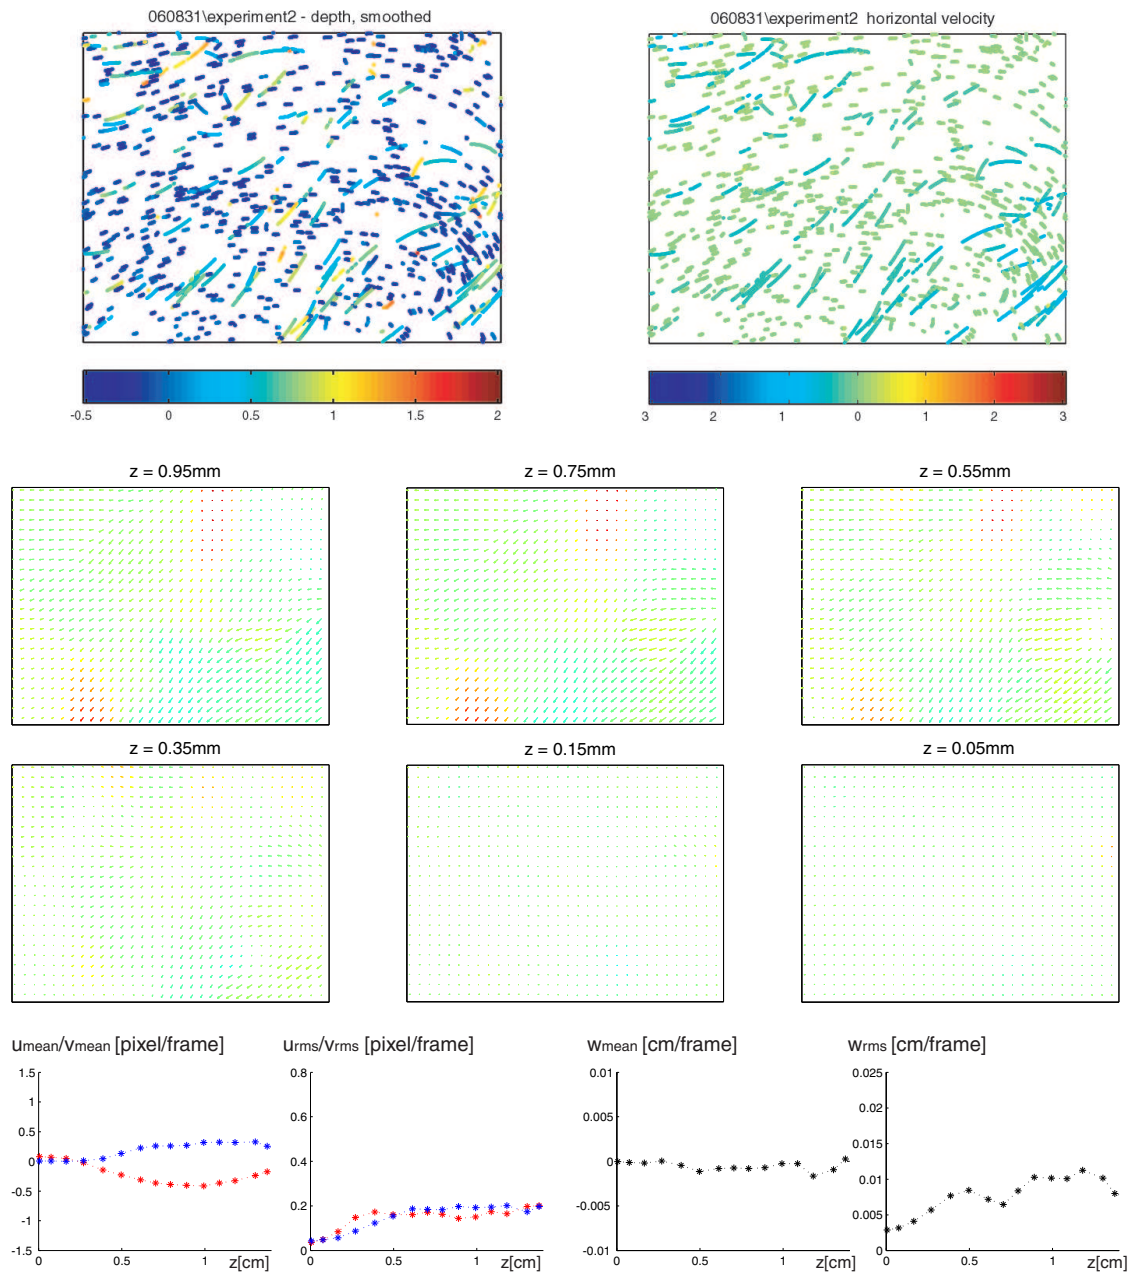 060831\experiment2 - depth, smoothed
060831\experiment2 horizontal velocity
-0.5 0 0.5 1 1.5 2
3 2 1 0 1 2 3
z = 0.95mm
z = 0.75mm
z = 0.55mm
z = 0.35mm
z = 0.15mm
z = 0.05mm
umean/vmean [pixel/frame]
1.5
1
0.5
0
-0.5
-1
-1.5
0 0.5 1 z[cm]
urms/vrms [pixel/frame]
0.8
0.6
0.4
0.2
0
0 0.5 1 z[cm]
wmean [cm/frame]
0.01
0.005
0
-0.005
-0.01
0 0.5 1 z[cm]
wrms [cm/frame]
0.025
0.02
0.015
0.01
0.005
0
0 0.5 1 z[cm]